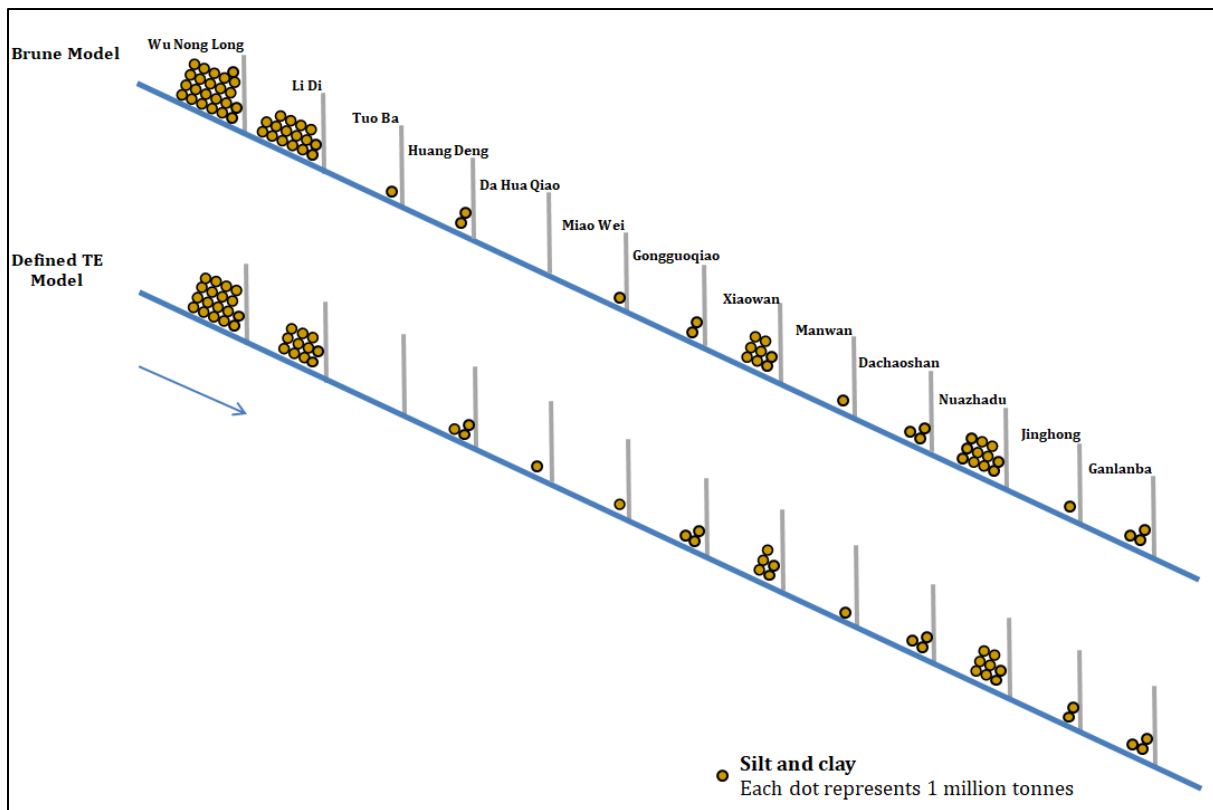 Brune Model
Wu Nong Long
Li Di
Tuo Ba
Huang Deng
Da Hua Qiao
Miao Wei
Gongguoqiao
Xiaowan
Manwan
Dachaoshan
Nuazhadu
Jinghong
Ganlanba
Defined TE
Model
Silt and clay
Each dot represents 1 million tonnes